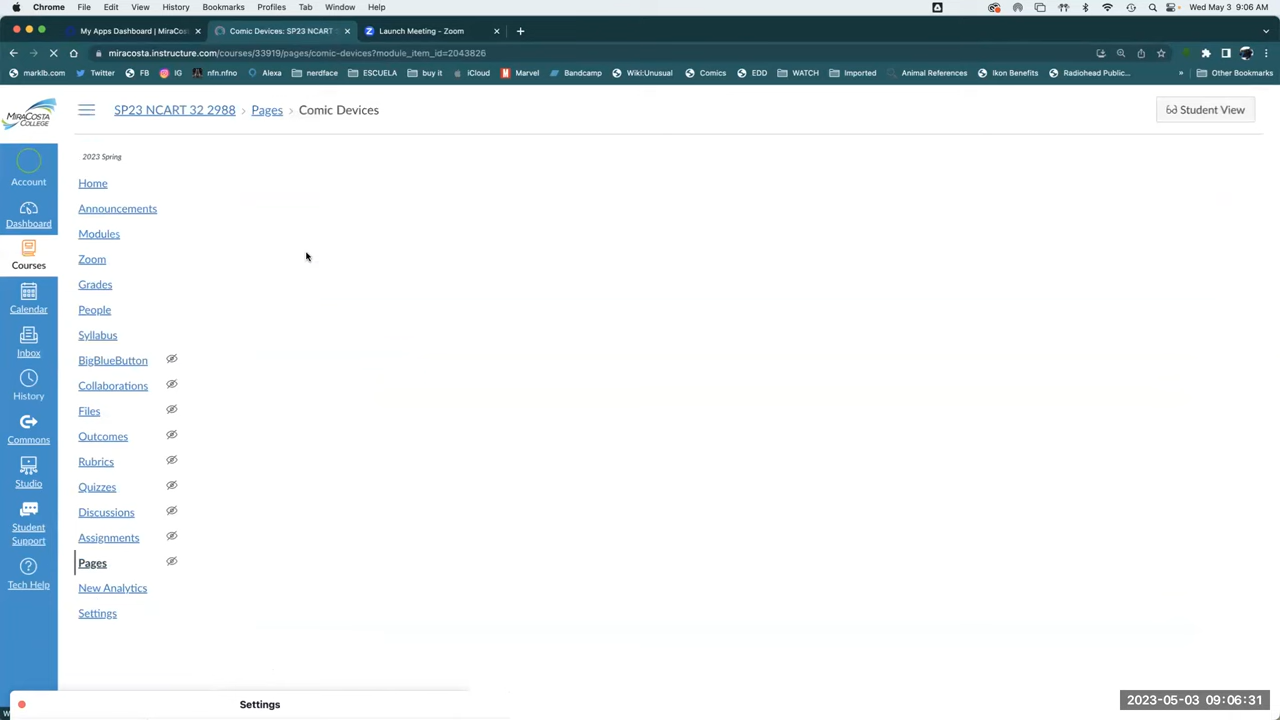 Chrome File Edit View History Bookmarks Profiles Tab Window Help Wed May 3 9:06 AM
My Apps Dashboard | MiraCos Comic Devices: SP23 NCART Launch Meeting - Zoom
miracosta.instructure.com/courses/33919/pages/comic-devices?module_item_id=2043826
marklb.com Twitter FB IG nfn.nfno Alexa nerdface ESCUELA buy it iCloud Marvel Bandcamp Wiki:Unusual Comics EDD WATCH Imported Animal References Ikon Benefits Radiohead Public... » Other Bookmarks
MIRACOSTA COLLEGE
SP23 NCART 32 2988 › Pages › Comic Devices
Student View
2023 Spring
Account
Dashboard
Courses
Calendar
Inbox
History
Commons
Studio
Student Support
Tech Help
Home
Announcements
Modules
Zoom
Grades
People
Syllabus
BigBlueButton
Collaborations
Files
Outcomes
Rubrics
Quizzes
Discussions
Assignments
Pages
New Analytics
Settings
Settings
2023-05-03 09:06:31